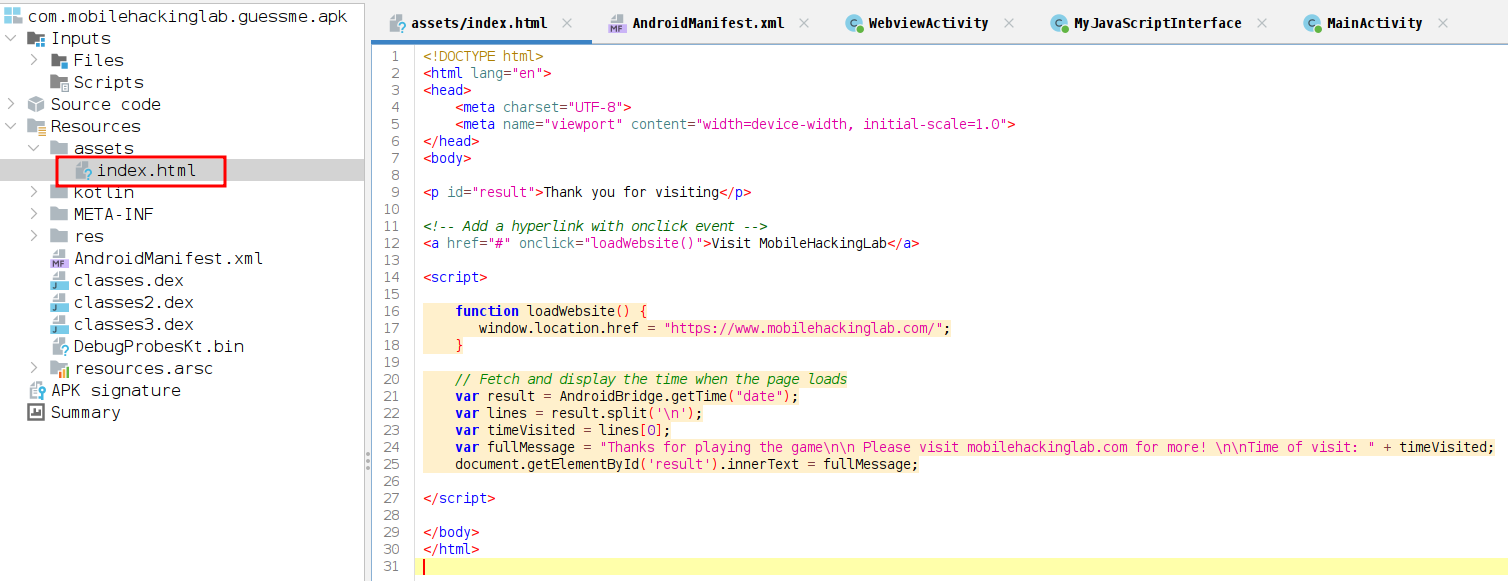 com.mobilehackinglab.guessme.apk
Inputs
Files
Scripts
Source code
Resources
assets
index.html
kotlin
META-INF
res
MF
AndroidManifest.xml
classes.dex
classes2.dex
classes3.dex
DebugProbesKt.bin
resources.arsc
APK signature
Summary
assets/index.html
MF AndroidManifest.xml
C WebviewActivity
C MyJavaScriptInterface
C MainActivity
1 <!DOCTYPE html>
2 <html lang="en">
3 <head>
4     <meta charset="UTF-8">
5     <meta name="viewport" content="width=device-width, initial-scale=1.0">
6 </head>
7 <body>
8
9 <p id="result">Thank you for visiting</p>
10
11 <!-- Add a hyperlink with onclick event -->
12 <a href="#" onclick="loadWebsite()">Visit MobileHackingLab</a>
13
14 <script>
15
16     function loadWebsite() {
17        window.location.href = "https://www.mobilehackinglab.com/";
18     }
19
20     // Fetch and display the time when the page loads
21     var result = AndroidBridge.getTime("date");
22     var lines = result.split('\n');
23     var timeVisited = lines[0];
24     var fullMessage = "Thanks for playing the game\n\n Please visit mobilehackinglab.com for more! \n\nTime of visit: " + timeVisited;
25     document.getElementById('result').innerText = fullMessage;
26
27 </script>
28
29 </body>
30 </html>
31